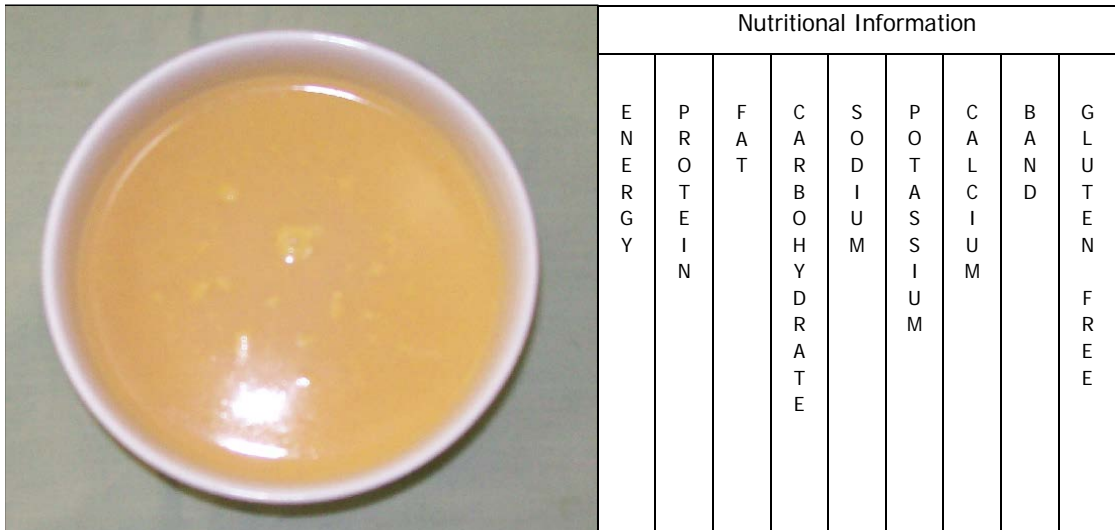 Nutritional Information
ENERGY
PROTEIN
FAT
CARBOHYDRATE
SODIUM
POTASSIUM
CALCIUM
BAND
GLUTEN FREE